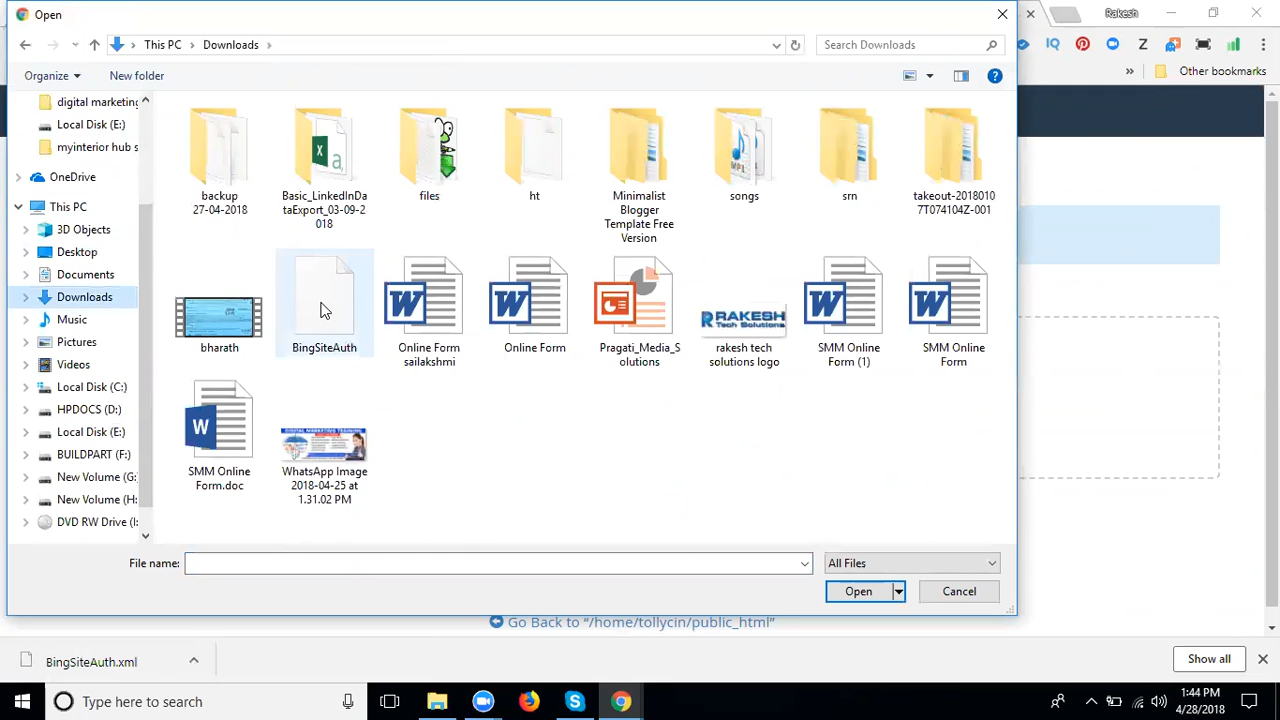 Open
Rakesh
This PC
Downloads
Search Downloads
Organize
New folder
Other bookmarks
digital marketing
Local Disk (E:)
myinterior hub s
OneDrive
This PC
3D Objects
Desktop
Documents
Downloads
Music
Pictures
Videos
Local Disk (C:)
HPDOCS (D:)
Local Disk (E:)
BUILDPART (F:)
New Volume (G:
New Volume (H:
DVD RW Drive (I:
backup
27-04-2018
Basic_LinkedInDa
taExport_03-09-2
018
files
ht
Minimalist
Blogger
Template Free
Version
songs
srn
takeout-2018010
7T074104Z-001
bharath
BingSiteAuth
Online Form
sailakshmi
Online Form
Pragati_Media_S
olutions
RAKESH
Tech Solutions
rakesh tech
solutions logo
SMM Online
Form (1)
SMM Online
Form
SMM Online
Form.doc
WhatsApp Image
2018-04-25 at
1.31.02 PM
File name:
All Files
Open
Cancel
Go Back to “/home/tollycin/public_html”
BingSiteAuth.xml
Show all
Type here to search
1:44 PM
4/28/2018